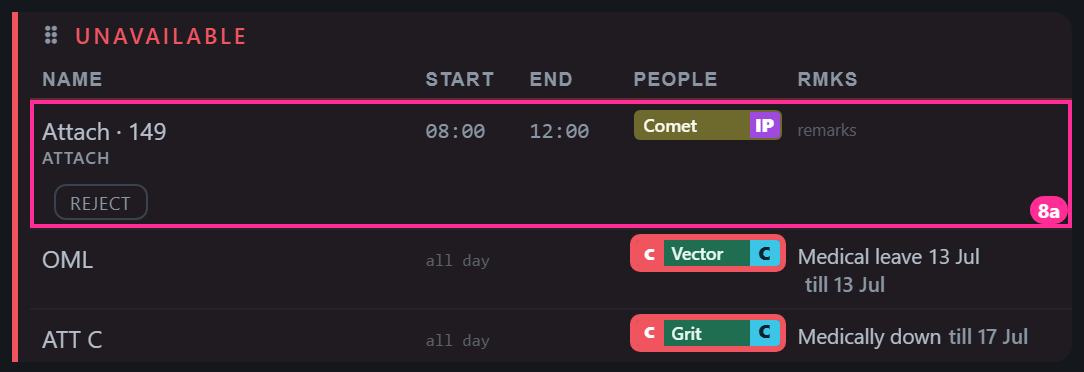 UNAVAILABLE
NAME START END PEOPLE RMKS
Attach · 149 08:00 12:00 Comet IP remarks
ATTACH
REJECT
8a
OML all day c Vector C Medical leave 13 Jul
till 13 Jul
ATT C all day c Grit C Medically down till 17 Jul